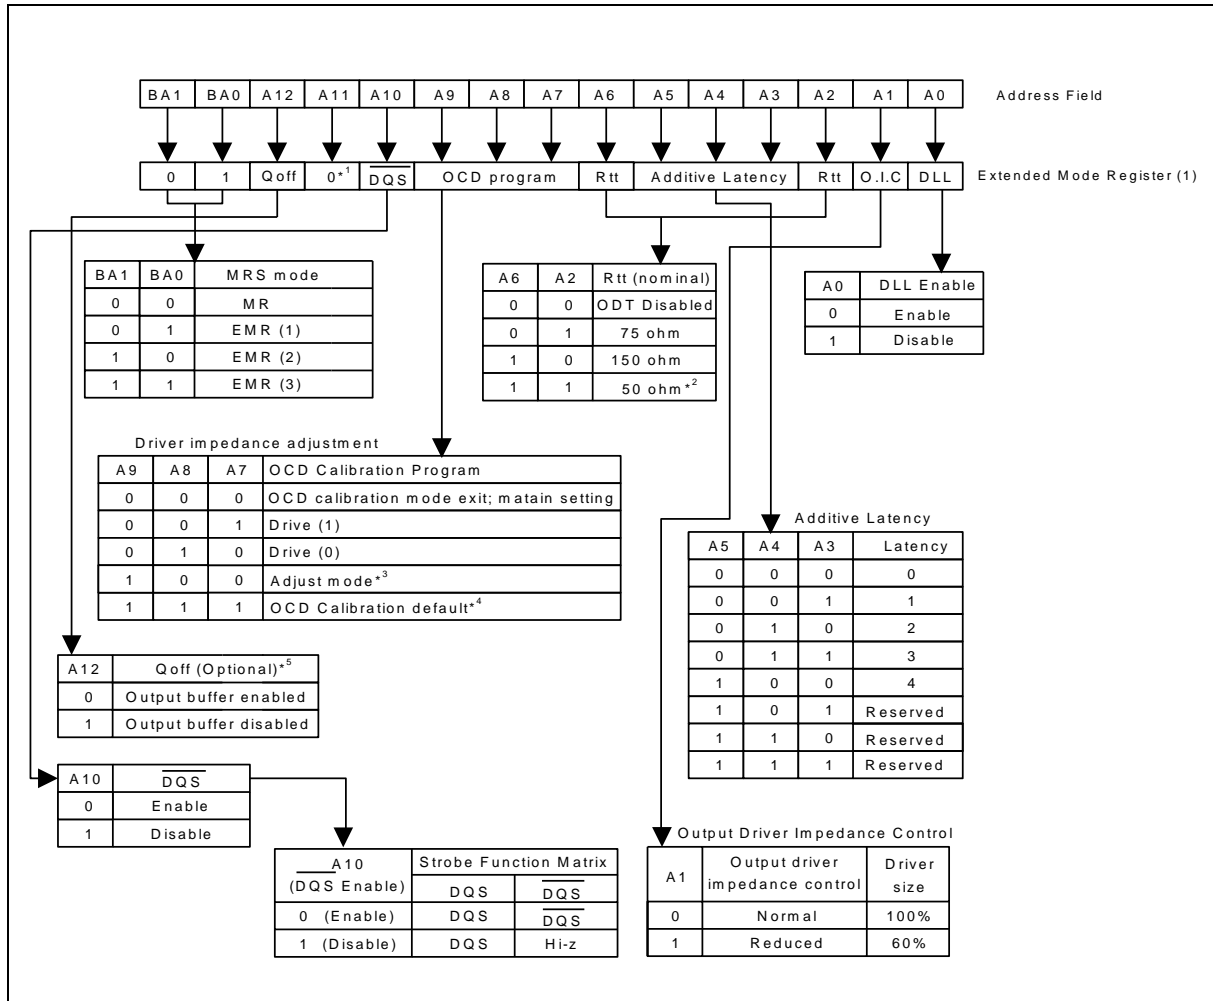 BA1 BA0 A12 A11 A10 A9 A8 A7 A6 A5 A4 A3 A2 A1 A0 Address Field
0 1 Qoff 0*1 DQS OCD program Rtt Additive Latency Rtt O.I.C DLL Extended Mode Register (1)
BA1 BA0 MRS mode
0 0 MR
0 1 EMR (1)
1 0 EMR (2)
1 1 EMR (3)
A6 A2 Rtt (nominal)
0 0 ODT Disabled
0 1 75 ohm
1 0 150 ohm
1 1 50 ohm*2
A0 DLL Enable
0 Enable
1 Disable
Driver impedance adjustment
A9 A8 A7 OCD Calibration Program
0 0 0 OCD calibration mode exit; matain setting
0 0 1 Drive (1)
0 1 0 Drive (0)
1 0 0 Adjust mode*3
1 1 1 OCD Calibration default*4
Additive Latency
A5 A4 A3 Latency
0 0 0 0
0 0 1 1
0 1 0 2
0 1 1 3
1 0 0 4
1 0 1 Reserved
1 1 0 Reserved
1 1 1 Reserved
A12 Qoff (Optional)*5
0 Output buffer enabled
1 Output buffer disabled
A10 DQS
0 Enable
1 Disable
A10 Strobe Function Matrix
(DQS Enable) DQS DQS
0 (Enable) DQS DQS
1 (Disable) DQS Hi-z
Output Driver Impedance Control
A1 Output driver impedance control Driver size
0 Normal 100%
1 Reduced 60%